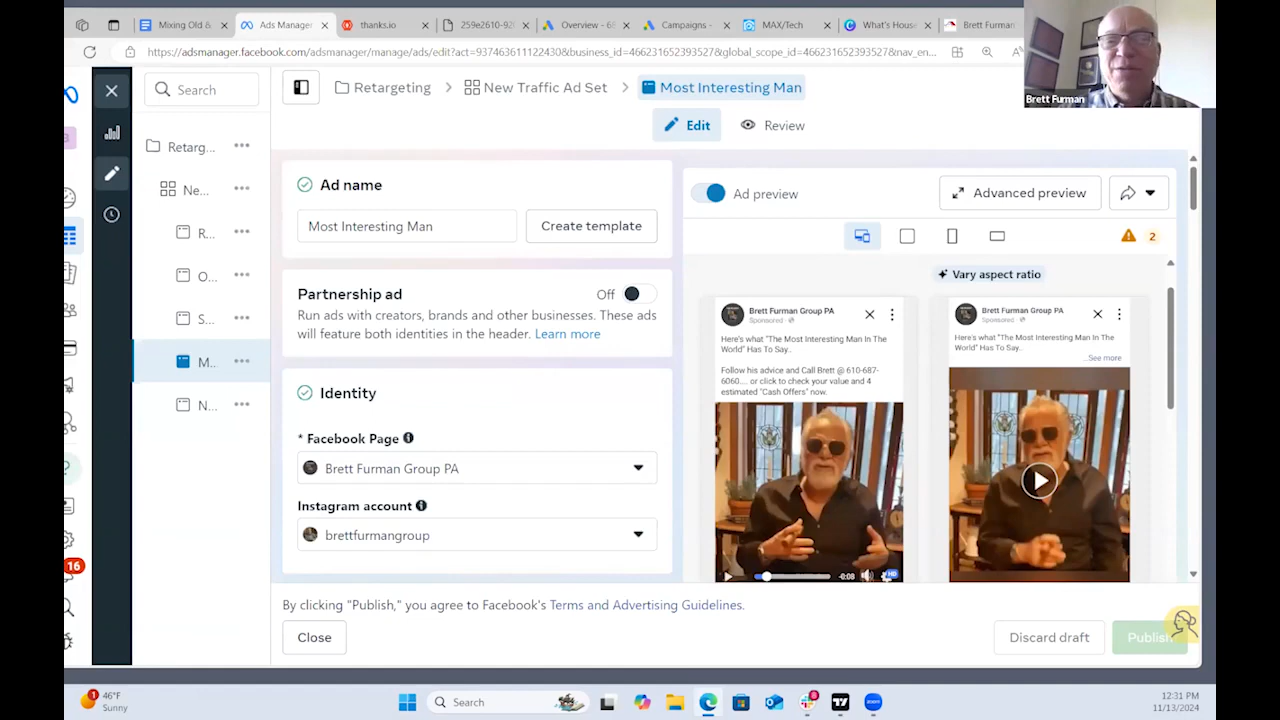 Mixing Old &
Ads Manager
thanks.io
259e2610-92
Overview - 6
Campaigns -
MAX/Tech
What's House
Brett Furman
https://adsmanager.facebook.com/adsmanager/manage/ads/edit?act=937463611122430&business_id=466231652393527&global_scope_id=466231652393527&nav_en...
Brett Furman
Search
Retargeting
New Traffic Ad Set
Most Interesting Man
Edit
Review
Retarg...
Ne...
R...
O...
S...
M...
N...
16
Ad name
Most Interesting Man
Create template
Partnership ad
Off
Run ads with creators, brands and other businesses. These ads
will feature both identities in the header. Learn more
Identity
* Facebook Page
Brett Furman Group PA
Instagram account
brettfurmangroup
Ad preview
Advanced preview
2
Vary aspect ratio
Brett Furman Group PA
Sponsored
Here's what "The Most Interesting Man In The
World" Has To Say..
Follow his advice and Call Brett @ 610-687-
6060.... or click to check your value and 4
estimated "Cash Offers" now.
-0:08
HD
Brett Furman Group PA
Sponsored
Here's what "The Most Interesting Man In The
World" Has To Say..
...See more
By clicking "Publish," you agree to Facebook's Terms and Advertising Guidelines.
Close
Discard draft
Publish
1
46°F
Sunny
Search
8
zoom
12:31 PM
11/13/2024